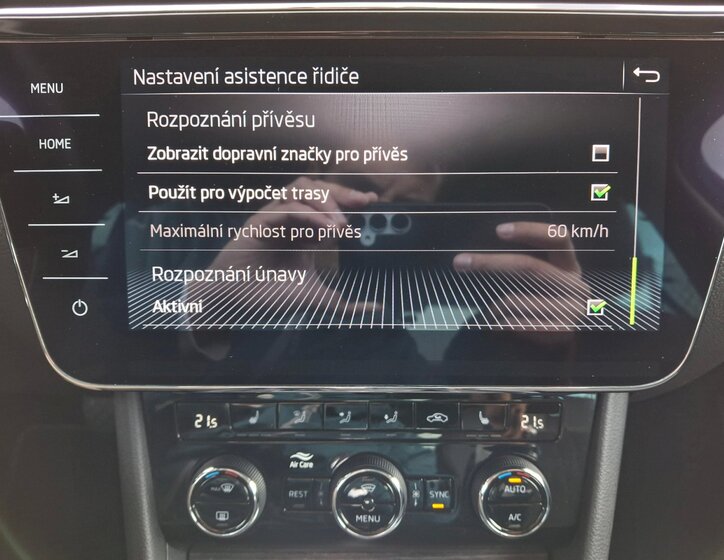 MENU
HOME
Nastavení asistence řidiče
Rozpoznání přívěsu
Zobrazit dopravní značky pro přívěs
Použít pro výpočet trasy
Maximální rychlost pro přívěs 60 km/h
Rozpoznání únavy
Aktivní
21.5 21.5
Air Care
MAX
REST
MENU
SYNC
AUTO
A/C